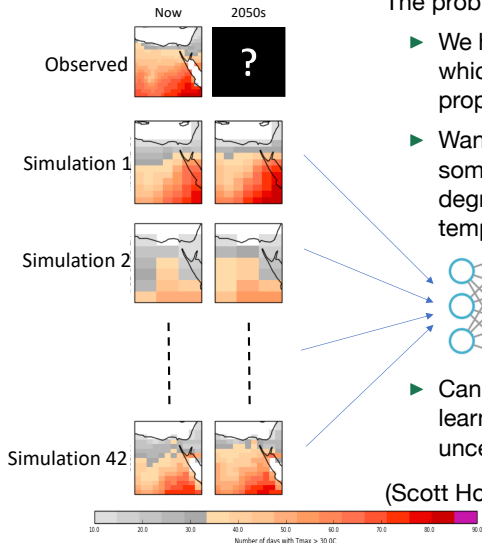 Now 2050s
The prob
Observed
?
Simulation 1
Simulation 2
Simulation 42
► We h
which
prop
► Wan
som
degr
temp
► Can
learn
unce
(Scott Ho
10.0 20.0 30.0 40.0 50.0 60.0 70.0 80.0 90.0
Number of days with Tmax > 30.0C